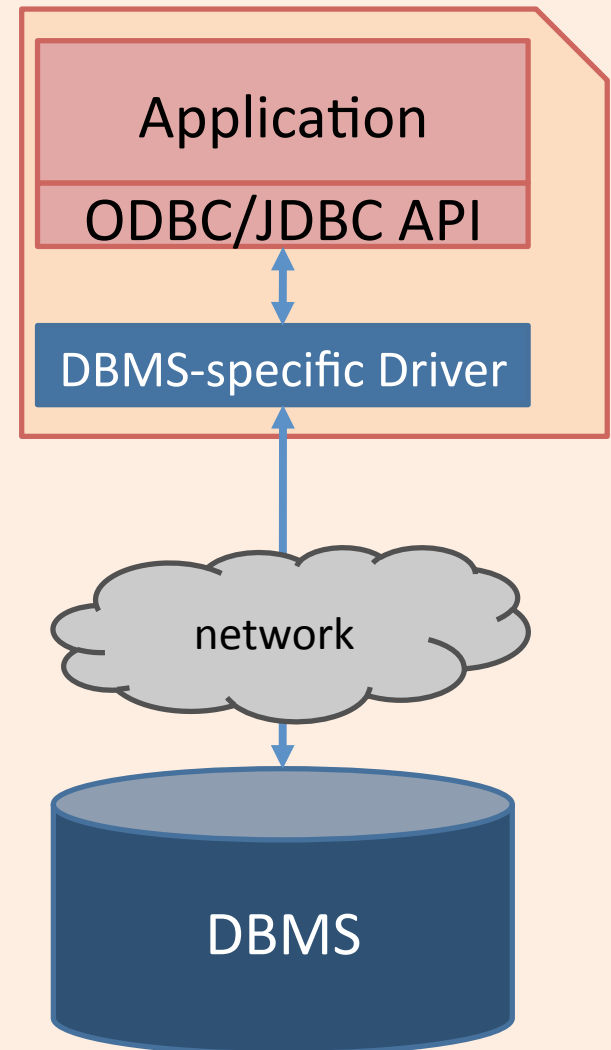 Application
ODBC/JDBC API
DBMS-specific Driver
network
DBMS